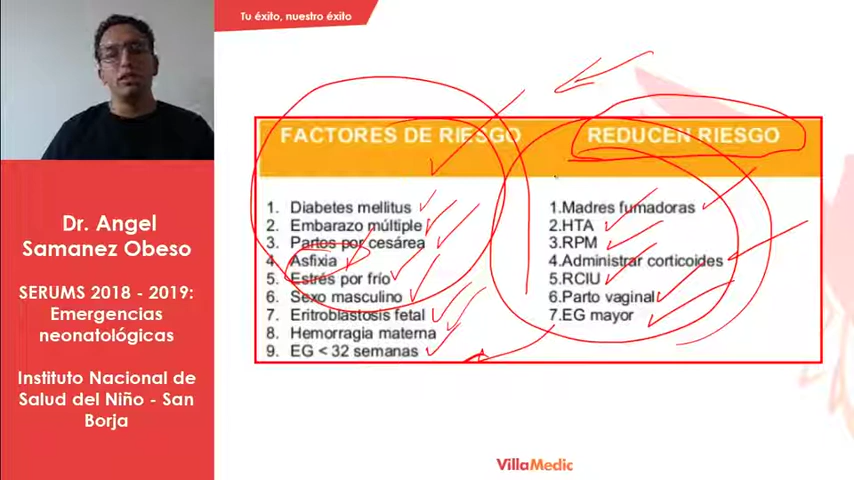 Tu éxito, nuestro éxito
Dr. Angel
Samanez Obeso
SERUMS 2018 - 2019:
Emergencias
neonatológicas
Instituto Nacional de
Salud del Niño - San
Borja
FACTORES DE RIESGO
1. Diabetes mellitus
2. Embarazo múltiple
3. Partos por cesárea
4. Asfixia
5. Estrés por frío
6. Sexo masculino
7. Eritroblastosis fetal
8. Hemorragia materna
9. EG < 32 semanas
REDUCEN RIESGO
1.Madres fumadoras
2.HTA
3.RPM
4.Administrar corticoides
5.RCIU
6.Parto vaginal
7.EG mayor
VillaMedic